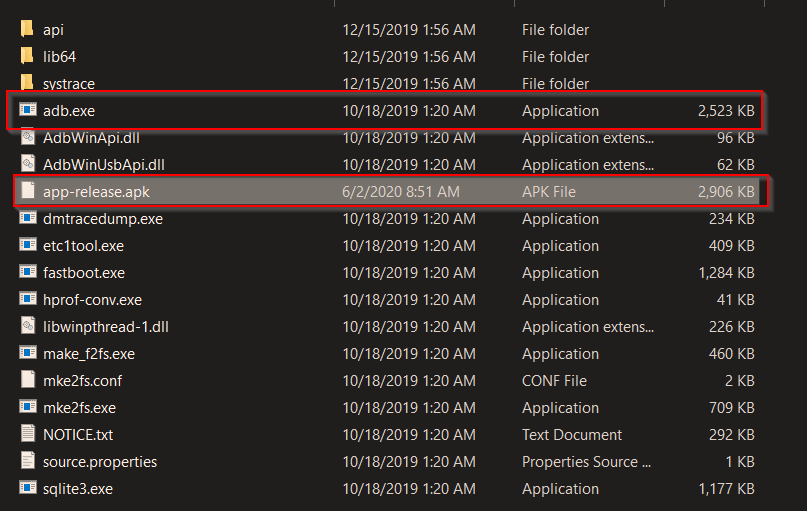 api 12/15/2019 1:56 AM File folder
lib64 12/15/2019 1:56 AM File folder
systrace 12/15/2019 1:56 AM File folder
adb.exe 10/18/2019 1:20 AM Application 2,523 KB
AdbWinApi.dll 10/18/2019 1:20 AM Application extens... 96 KB
AdbWinUsbApi.dll 10/18/2019 1:20 AM Application extens... 62 KB
app-release.apk 6/2/2020 8:51 AM APK File 2,906 KB
dmtracedump.exe 10/18/2019 1:20 AM Application 234 KB
etc1tool.exe 10/18/2019 1:20 AM Application 409 KB
fastboot.exe 10/18/2019 1:20 AM Application 1,284 KB
hprof-conv.exe 10/18/2019 1:20 AM Application 41 KB
libwinpthread-1.dll 10/18/2019 1:20 AM Application extens... 226 KB
make_f2fs.exe 10/18/2019 1:20 AM Application 460 KB
mke2fs.conf 10/18/2019 1:20 AM CONF File 2 KB
mke2fs.exe 10/18/2019 1:20 AM Application 709 KB
NOTICE.txt 10/18/2019 1:20 AM Text Document 292 KB
source.properties 10/18/2019 1:20 AM Properties Source ... 1 KB
sqlite3.exe 10/18/2019 1:20 AM Application 1,177 KB